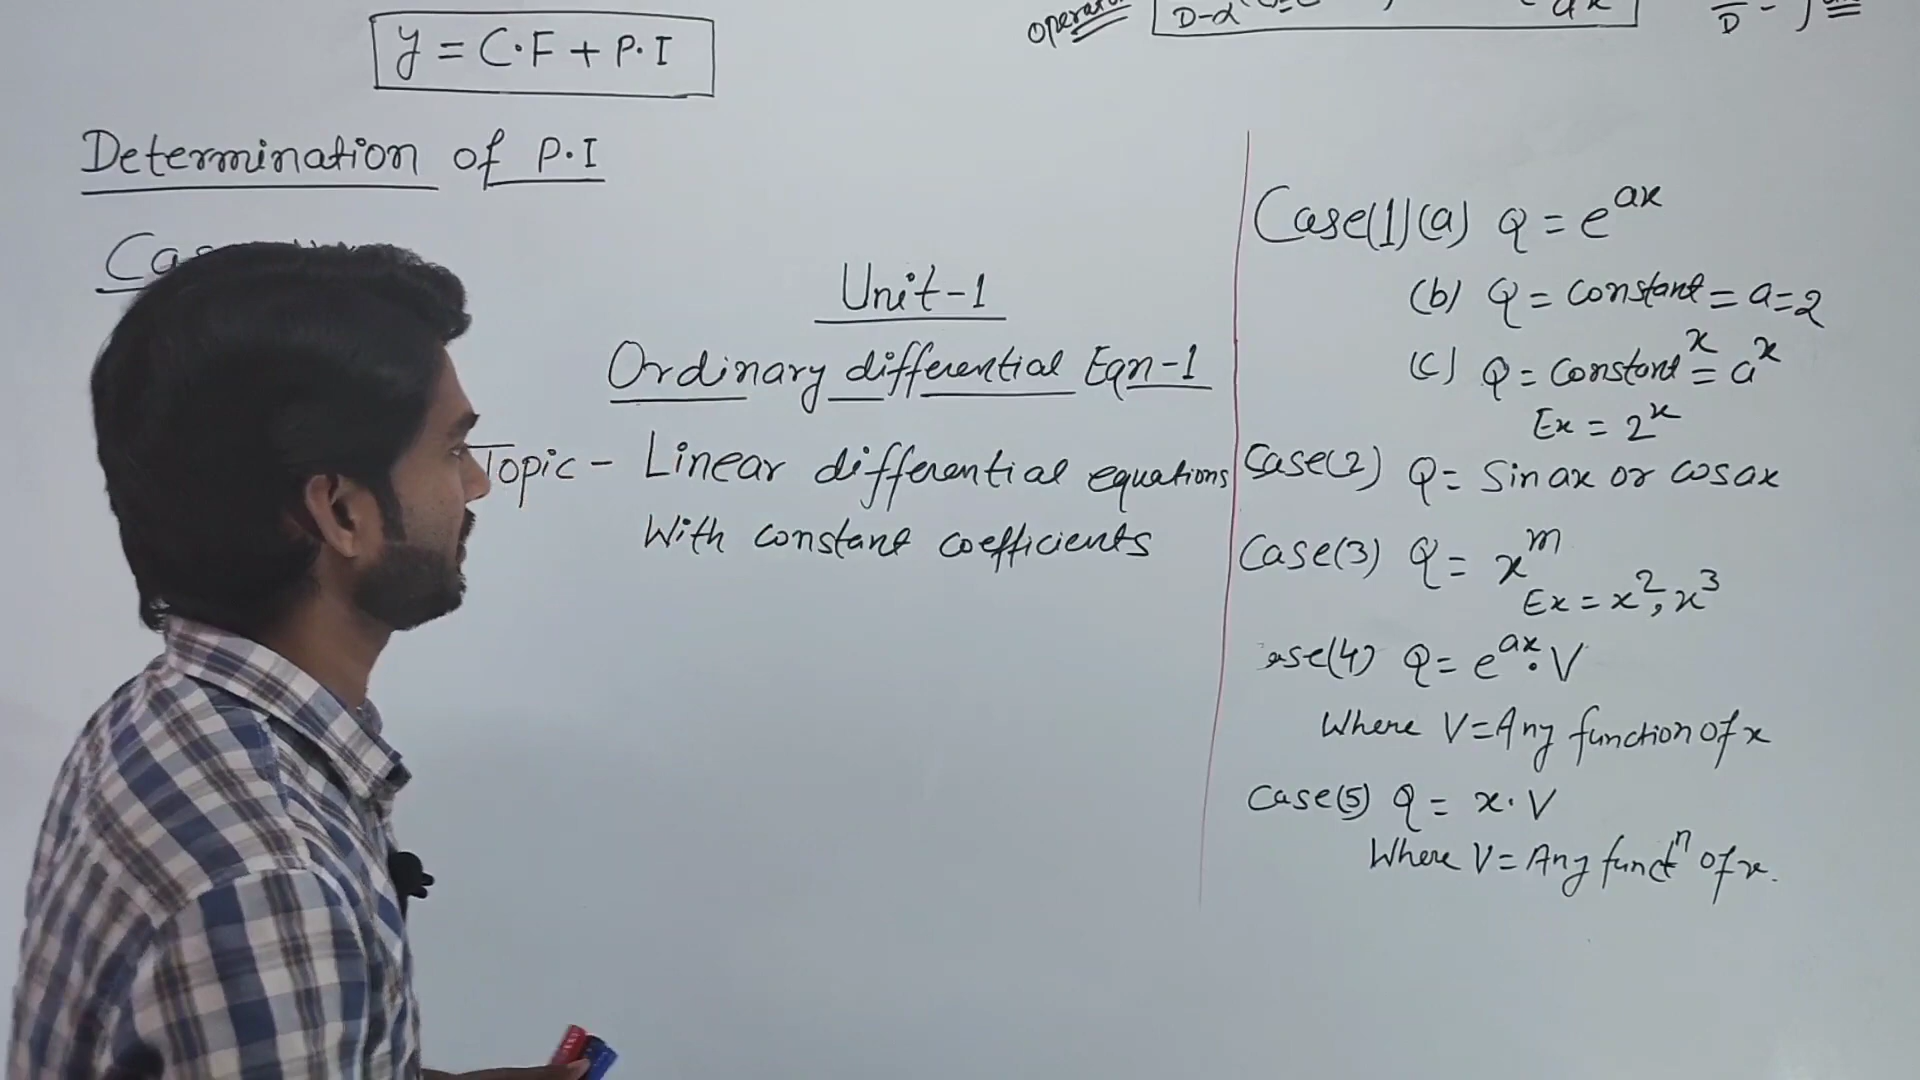 y = C.F + P.I
operator
D-α
Determination of P.I
Unit-1
Ordinary differential Eqn-1
Topic - Linear differential equations
With constant coefficients
Case(1)(a) Q = e^ax
(b) Q = constant = a = 2
(c) Q = constant^x = a^x
Ex = 2^x
Case(2) Q = Sin ax or cos ax
Case(3) Q = x^m
Ex = x^2, x^3
ase(4) Q = e^ax . V
Where V = Any function of x
Case(5) Q = x . V
Where V = Any funct^n of x.